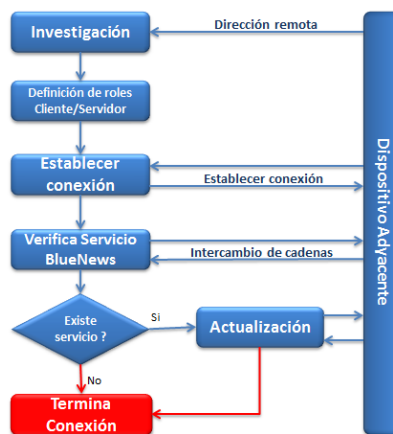 Investigación
Dirección remota
Definición de roles
Cliente/Servidor
Establecer
conexión
Establecer conexión
Verifica Servicio
BlueNews
Intercambio de cadenas
Existe
servicio ?
Si
Actualización
No
Termina
Conexión
Dispositivo Adyacente